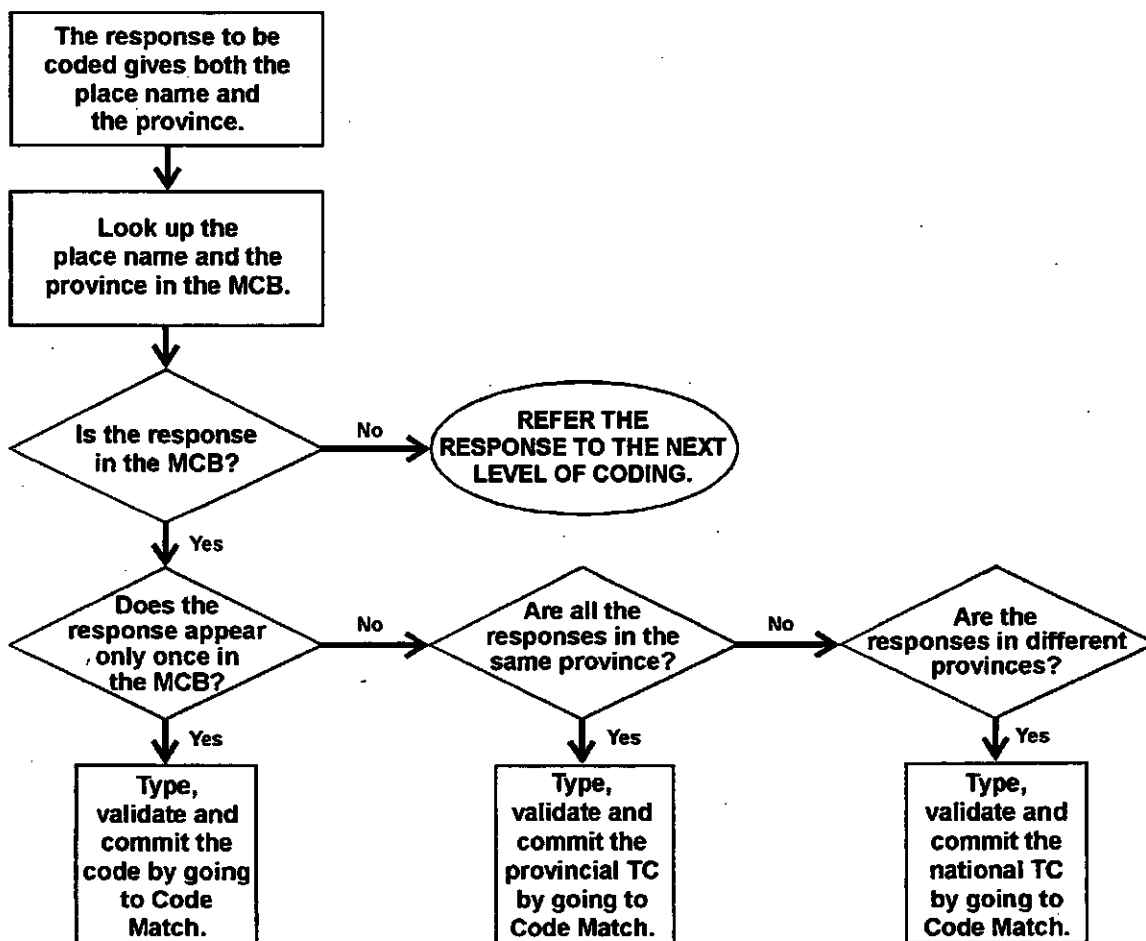 The response to be
coded gives both the
place name and
the province.
Look up the
place name and the
province in the MCB.
Is the response
in the MCB?
No
REFER THE
RESPONSE TO THE NEXT
LEVEL OF CODING.
Yes
Does the
response appear
only once in
the MCB?
No
Are all the
responses in the
same province?
No
Are the
responses in different
provinces?
Yes
Type,
validate and
commit the
code by going
to Code
Match.
Yes
Type,
validate and
commit the
provincial TC
by going to
Code Match.
Yes
Type,
validate and
commit the
national TC
by going to
Code Match.